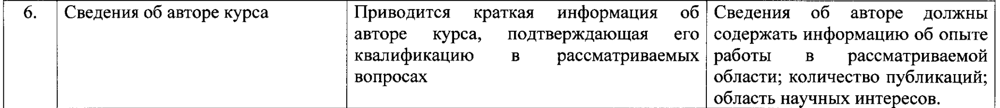 6.
Сведения об авторе курса
Приводится краткая информация об
авторе курса, подтверждающая его
квалификацию в рассматриваемых
вопросах
Сведения об авторе должны
содержать информацию об опыте
работы в рассматриваемой
области; количество публикаций;
область научных интересов.